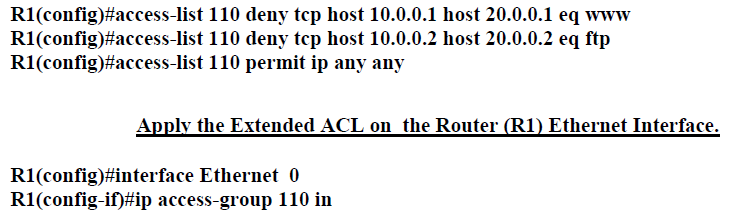 R1(config)#access-list 110 deny tcp host 10.0.0.1 host 20.0.0.1 eq www
R1(config)#access-list 110 deny tcp host 10.0.0.2 host 20.0.0.2 eq ftp
R1(config)#access-list 110 permit ip any any
Apply the Extended ACL on the Router (R1) Ethernet Interface.
R1(config)#interface Ethernet 0
R1(config-if)#ip access-group 110 in